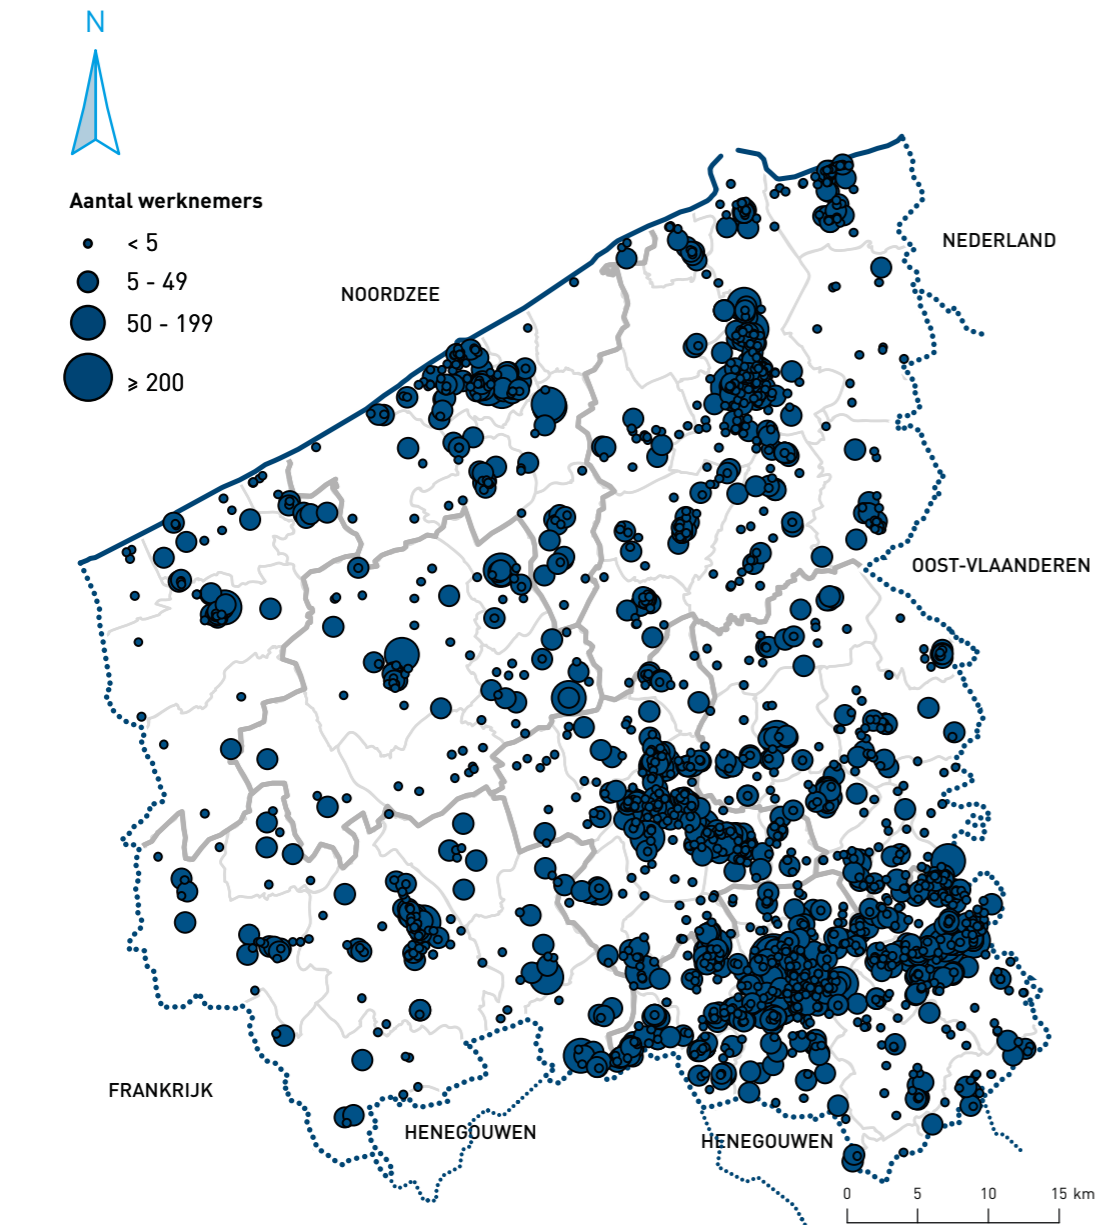 N
Aantal werknemers
< 5
5 - 49
50 - 199
⩾ 200
NOORDZEE
NEDERLAND
OOST-VLAANDEREN
FRANKRIJK
HENEGOUWEN
HENEGOUWEN
0 5 10 15 km